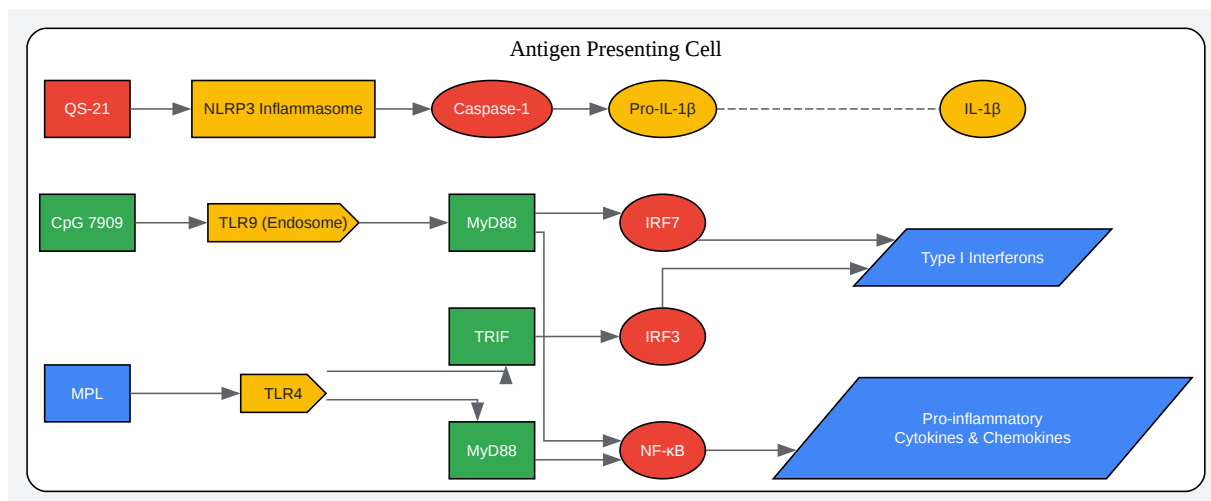 Antigen Presenting Cell
QS-21
NLRP3 Inflammasome
Caspase-1
Pro-IL-1β
IL-1β
CpG 7909
TLR9 (Endosome)
MyD88
IRF7
Type I Interferons
TRIF
IRF3
MPL
TLR4
MyD88
NF-κB
Pro-inflammatory
Cytokines & Chemokines